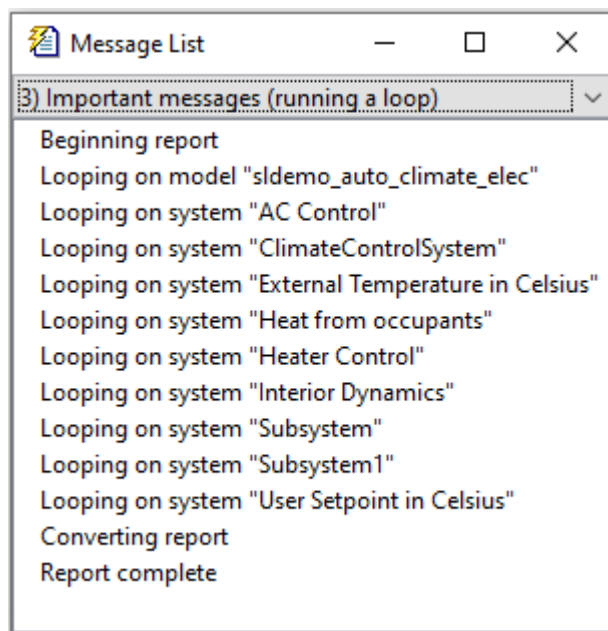 Message List
3) Important messages (running a loop)
Beginning report
Looping on model "sldemo_auto_climate_elec"
Looping on system "AC Control"
Looping on system "ClimateControlSystem"
Looping on system "External Temperature in Celsius"
Looping on system "Heat from occupants"
Looping on system "Heater Control"
Looping on system "Interior Dynamics"
Looping on system "Subsystem"
Looping on system "Subsystem1"
Looping on system "User Setpoint in Celsius"
Converting report
Report complete